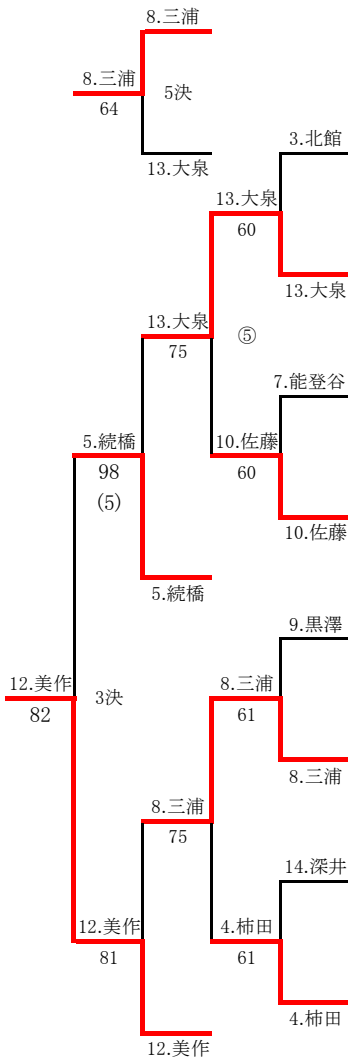 8.三浦
8.三浦
64
5決
13.大泉
3.北館
13.大泉
60
13.大泉
13.大泉
75
⑤
7.能登谷
5.続橋
98
(5)
10.佐藤
60
10.佐藤
5.続橋
9.黒澤
12.美作
82
3決
8.三浦
61
8.三浦
8.三浦
75
14.深井
12.美作
81
4.柿田
61
4.柿田
12.美作